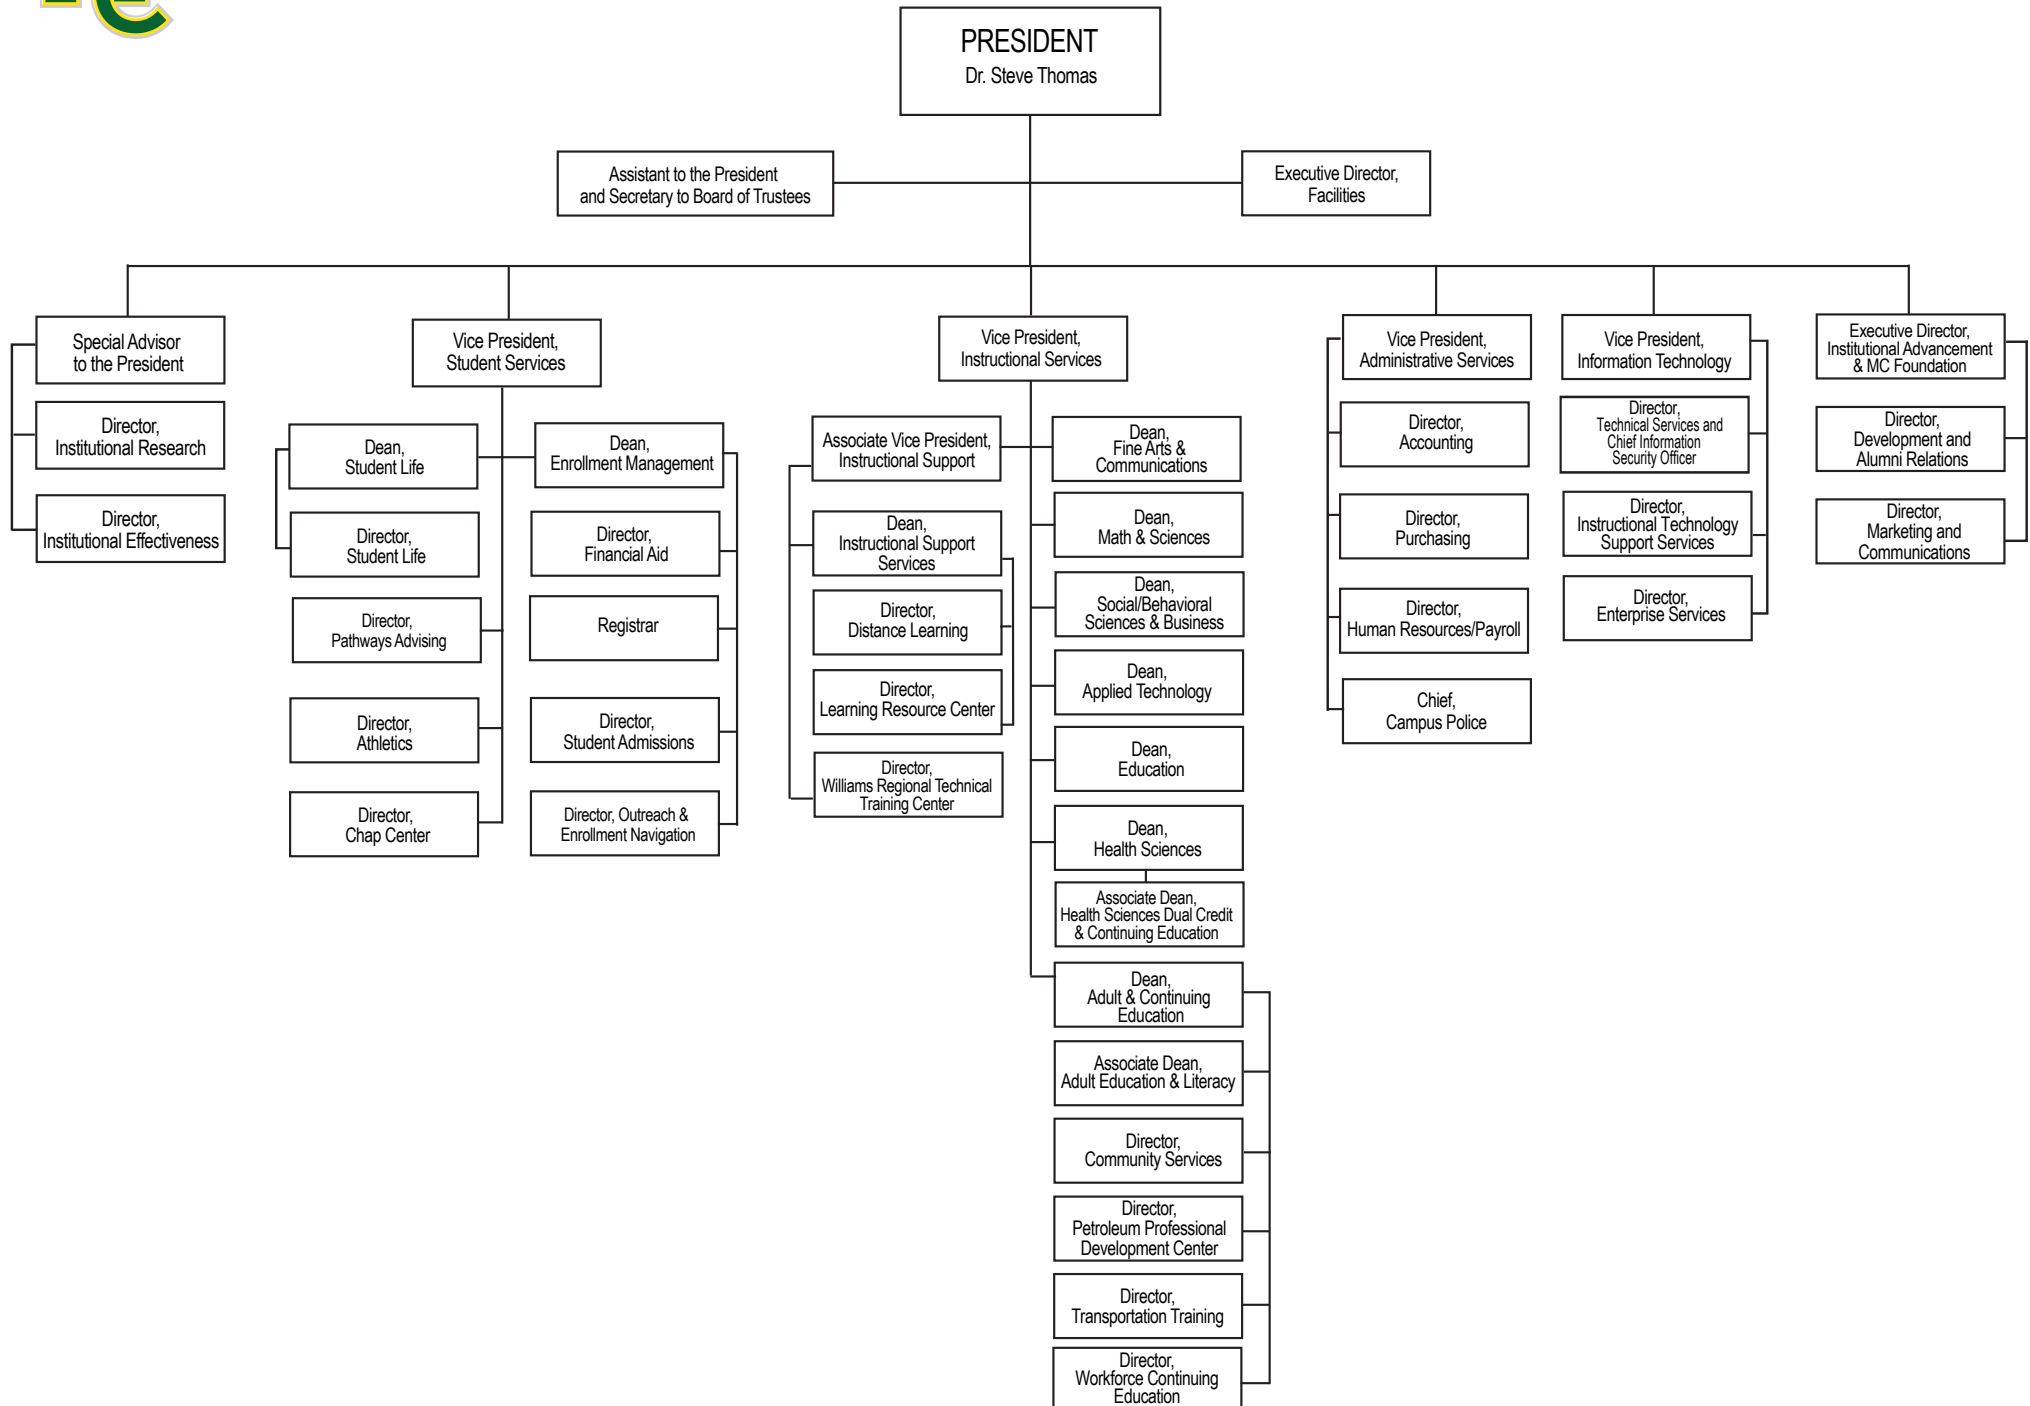 PRESIDENT
Dr. Steve Thomas
Assistant to the President
and Secretary to Board of Trustees
Executive Director,
Facilities
Special Advisor
to the President
Director,
Institutional Research
Director,
Institutional Effectiveness
Vice President,
Student Services
Dean,
Student Life
Director,
Student Life
Director,
Pathways Advising
Director,
Athletics
Director,
Chap Center
Dean,
Enrollment Management
Director,
Financial Aid
Registrar
Director,
Student Admissions
Director, Outreach &
Enrollment Navigation
Vice President,
Instructional Services
Associate Vice President,
Instructional Support
Dean,
Instructional Support
Services
Director,
Distance Learning
Director,
Learning Resource Center
Director,
Williams Regional Technical
Training Center
Dean,
Fine Arts &
Communications
Dean,
Math & Sciences
Dean,
Social/Behavioral
Sciences & Business
Dean,
Applied Technology
Dean,
Education
Dean,
Health Sciences
Associate Dean,
Health Sciences Dual Credit
& Continuing Education
Dean,
Adult & Continuing
Education
Associate Dean,
Adult Education & Literacy
Director,
Community Services
Director,
Petroleum Professional
Development Center
Director,
Transportation Training
Director,
Workforce Continuing
Education
Vice President,
Administrative Services
Director,
Accounting
Director,
Purchasing
Director,
Human Resources/Payroll
Chief,
Campus Police
Vice President,
Information Technology
Director,
Technical Services and
Chief Information
Security Officer
Director,
Instructional Technology
Support Services
Director,
Enterprise Services
Executive Director,
Institutional Advancement
& MC Foundation
Director,
Development and
Alumni Relations
Director,
Marketing and
Communications